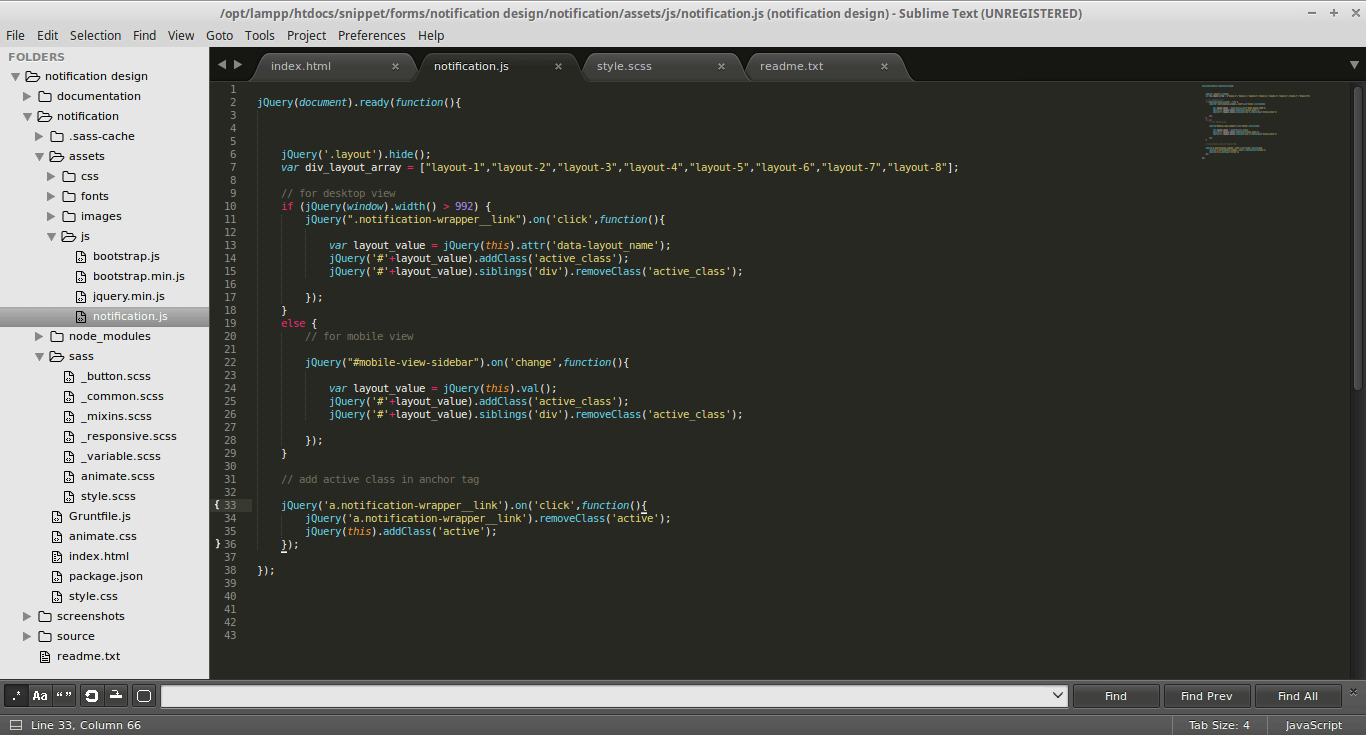 /opt/lampp/htdocs/snippet/forms/notification design/notification/assets/js/notification.js (notification design) - Sublime Text (UNREGISTERED)
File Edit Selection Find View Goto Tools Project Preferences Help
FOLDERS
notification design
documentation
notification
.sass-cache
assets
css
fonts
images
js
bootstrap.js
bootstrap.min.js
jquery.min.js
notification.js
node_modules
sass
_button.scss
_common.scss
_mixins.scss
_responsive.scss
_variable.scss
animate.scss
style.scss
Gruntfile.js
animate.css
index.html
package.json
style.css
screenshots
source
readme.txt
index.html × notification.js × style.scss × readme.txt ×
1
2 jQuery(document).ready(function(){
3
4
5
6 jQuery('.layout').hide();
7 var div_layout_array = ["layout-1","layout-2","layout-3","layout-4","layout-5","layout-6","layout-7","layout-8"];
8
9 // for desktop view
10 if (jQuery(window).width() > 992) {
11 jQuery(".notification-wrapper__link").on('click',function(){
12
13 var layout_value = jQuery(this).attr('data-layout_name');
14 jQuery('#'+layout_value).addClass('active_class');
15 jQuery('#'+layout_value).siblings('div').removeClass('active_class');
16
17 });
18 }
19 else {
20 // for mobile view
21
22 jQuery("#mobile-view-sidebar").on('change',function(){
23
24 var layout_value = jQuery(this).val();
25 jQuery('#'+layout_value).addClass('active_class');
26 jQuery('#'+layout_value).siblings('div').removeClass('active_class');
27
28 });
29 }
30
31 // add active class in anchor tag
32
{ 33 jQuery('a.notification-wrapper__link').on('click',function(){
34 jQuery('a.notification-wrapper__link').removeClass('active');
35 jQuery(this).addClass('active');
} 36 });
37
38 });
39
40
41
42
43
.* Aa “ ” Find Find Prev Find All ×
Line 33, Column 66 Tab Size: 4 JavaScript